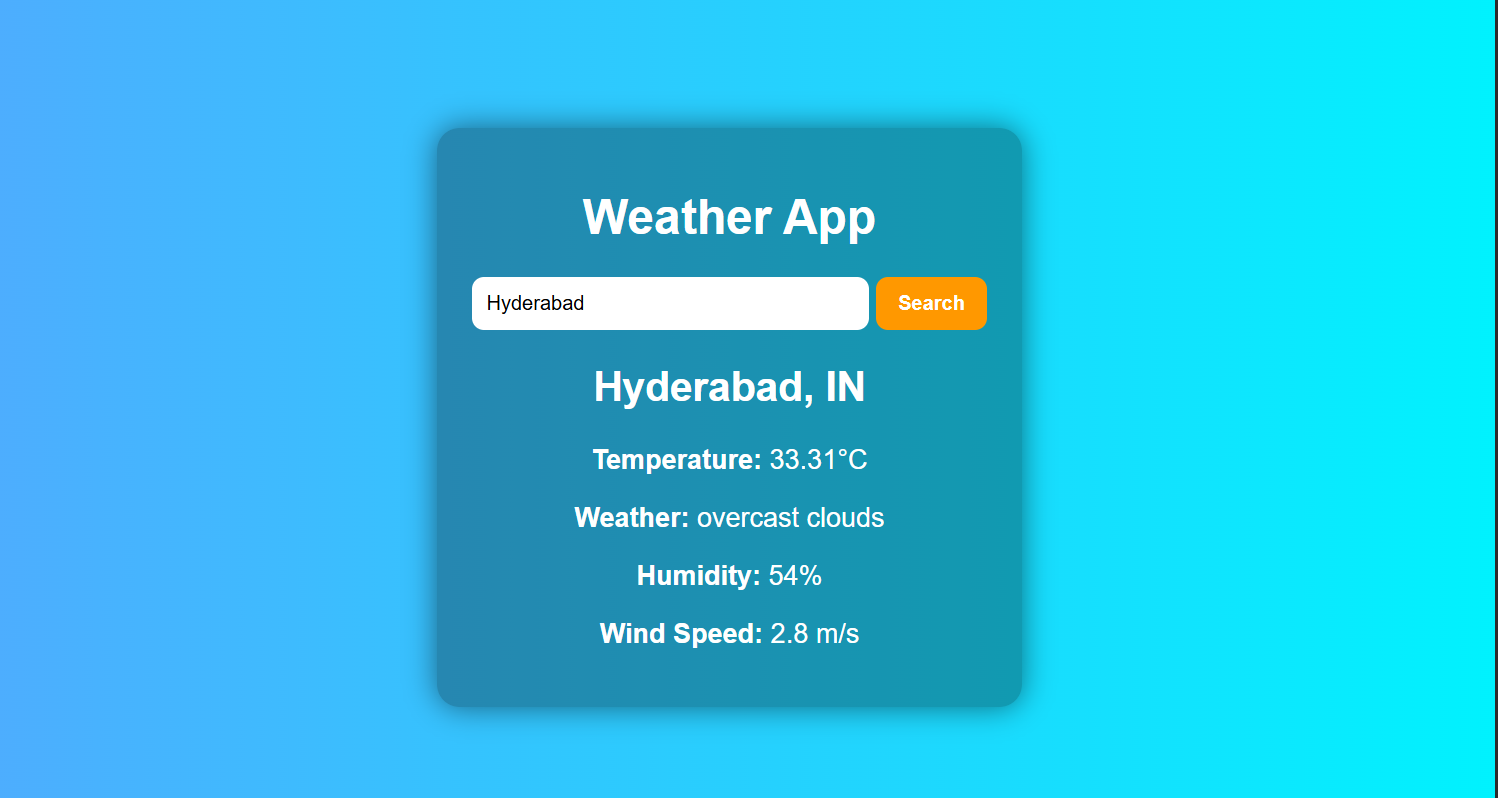 Weather App
Hyderabad
Search
Hyderabad, IN
Temperature: 33.31°C
Weather: overcast clouds
Humidity: 54%
Wind Speed: 2.8 m/s